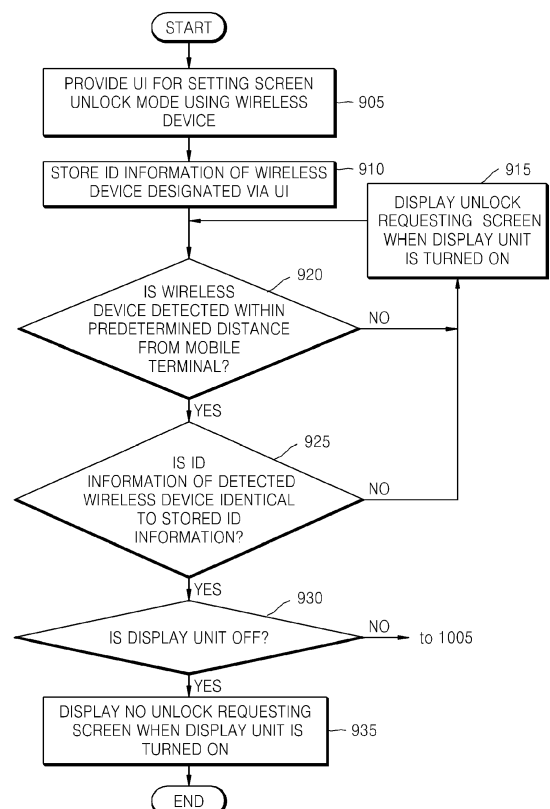 START
PROVIDE UI FOR SETTING SCREEN
UNLOCK MODE USING WIRELESS
DEVICE
905
STORE ID INFORMATION OF WIRELESS
DEVICE DESIGNATED VIA UI
910
915
DISPLAY UNLOCK
REQUESTING SCREEN
WHEN DISPLAY UNIT
IS TURNED ON
920
IS WIRELESS
DEVICE DETECTED WITHIN
PREDETERMINED DISTANCE
FROM MOBILE
TERMINAL?
NO
YES
925
IS ID
INFORMATION OF DETECTED
WIRELESS DEVICE IDENTICAL
TO STORED ID
INFORMATION?
NO
YES
930
IS DISPLAY UNIT OFF?
NO
to 1005
YES
DISPLAY NO UNLOCK REQUESTING
SCREEN WHEN DISPLAY UNIT IS
TURNED ON
935
END